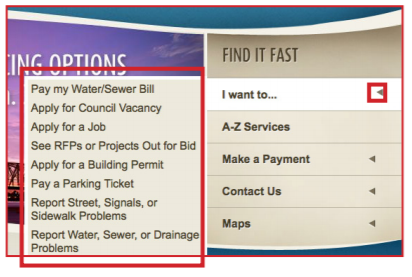 ING OPTIONS
Pay my Water/Sewer Bill
Apply for Council Vacancy
Apply for a Job
See RFPs or Projects Out for Bid
Apply for a Building Permit
Pay a Parking Ticket
Report Street, Signals, or
Sidewalk Problems
Report Water, Sewer, or Drainage
Problems
FIND IT FAST
I want to...
A-Z Services
Make a Payment
Contact Us
Maps